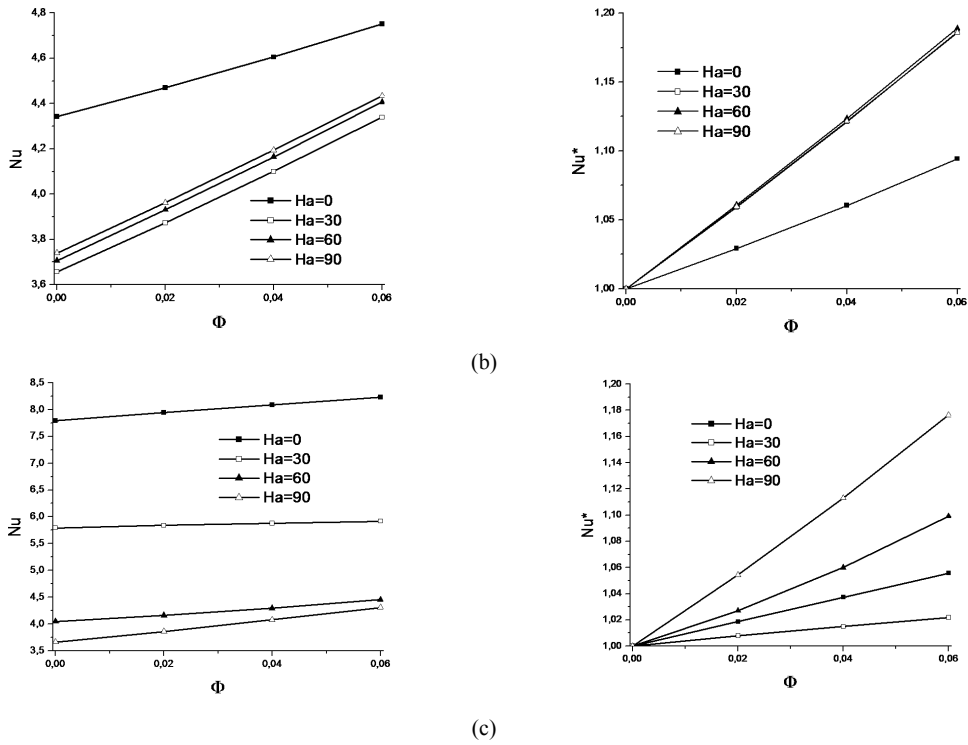 4,8
4,6
4,4
4,2
4,0
3,8
3,6
Nu
Ha=0
Ha=30
Ha=60
Ha=90
0,00 0,02 0,04 0,06
Φ
1,20
1,15
1,10
1,05
1,00
Nu*
Ha=0
Ha=30
Ha=60
Ha=90
0,00 0,02 0,04 0,06
Φ
(b)
8,5
8,0
7,5
7,0
6,5
6,0
5,5
5,0
4,5
4,0
3,5
Nu
Ha=0
Ha=30
Ha=60
Ha=90
0,00 0,02 0,04 0,06
Φ
1,20
1,18
1,16
1,14
1,12
1,10
1,08
1,06
1,04
1,02
1,00
Nu*
Ha=0
Ha=30
Ha=60
Ha=90
0,00 0,02 0,04 0,06
Φ
(c)